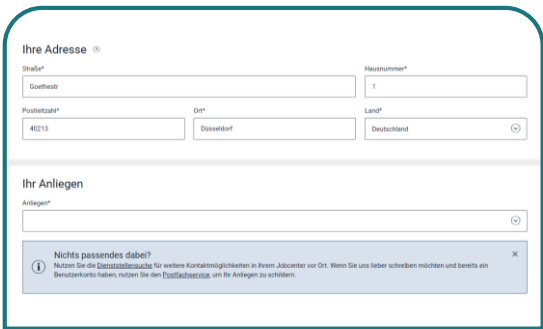 Ihre Adresse
Straße*
Hausnummer*
Goethestr
1
Postleitzahl*
Ort*
Land*
40213
Düsseldorf
Deutschland
Ihr Anliegen
Anliegen*
Nichts passendes dabei?
Nutzen Sie die Dienststellensuche für weitere Kontaktmöglichkeiten in Ihrem Jobcenter vor Ort. Wenn Sie uns lieber schreiben möchten und bereits ein
Benutzerkonto haben, nutzen Sie den Postfachservice, um Ihr Anliegen zu schildern.